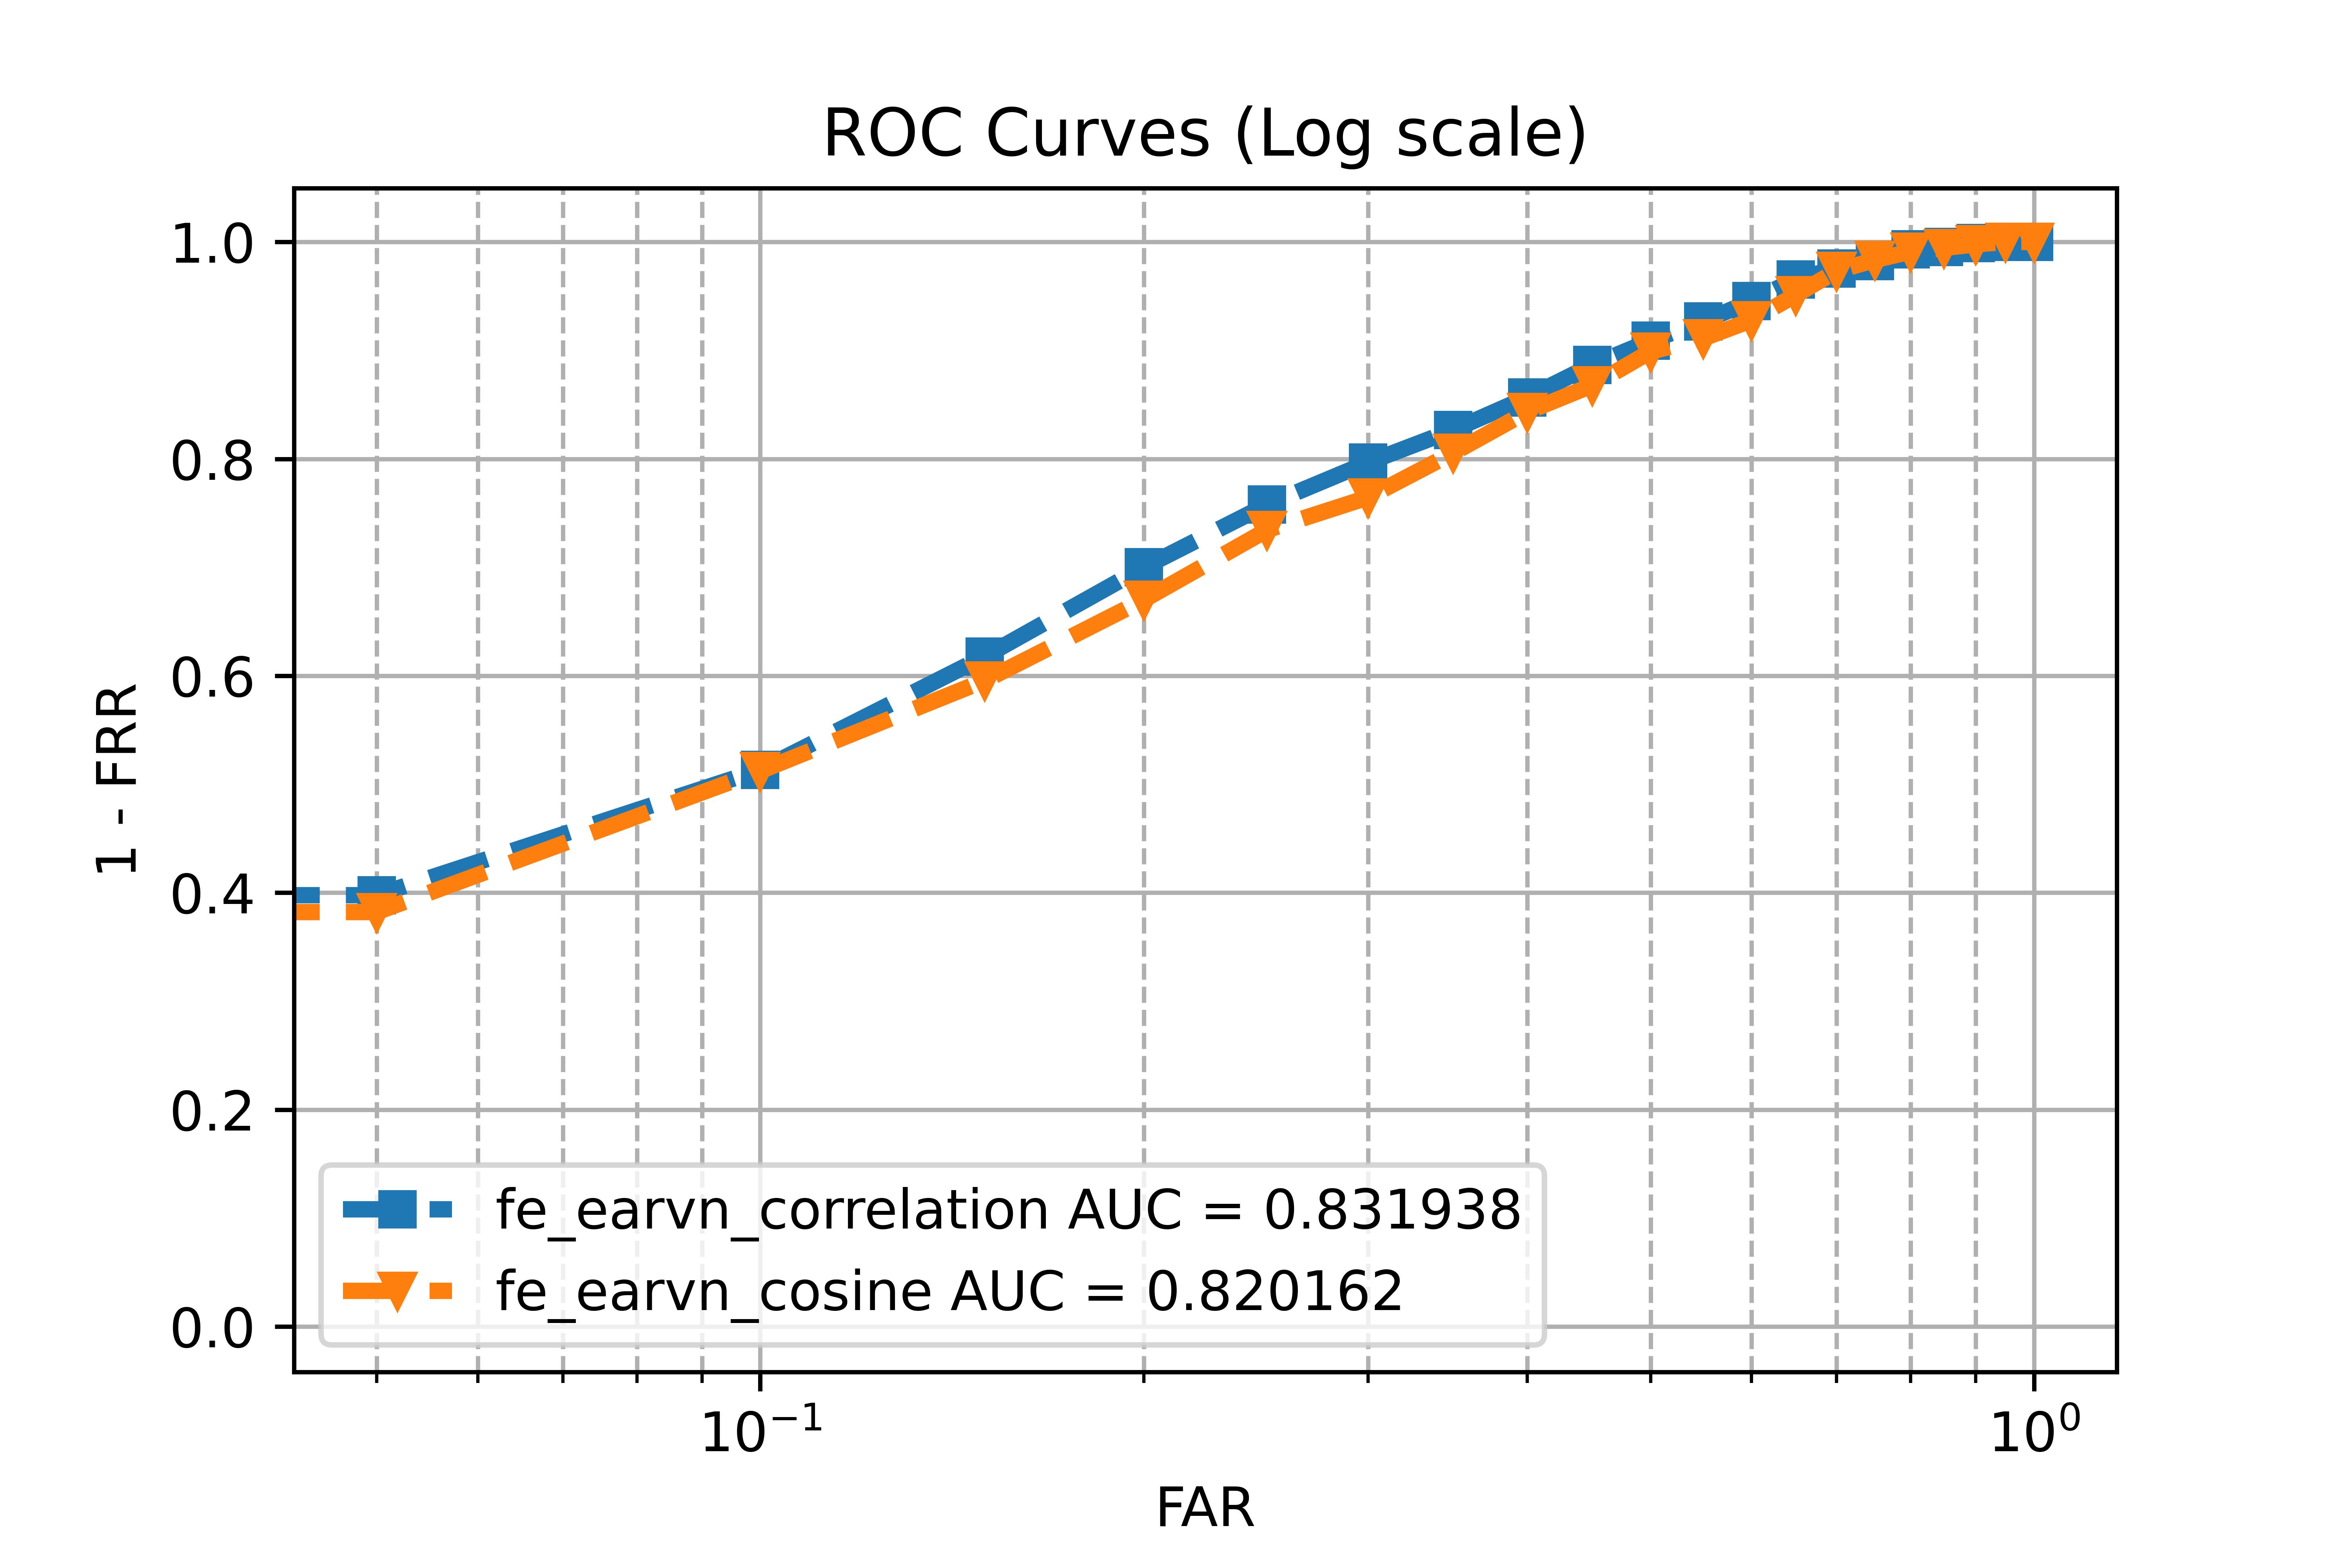 ROC Curves (Log scale)
1.0
0.8
0.6
0.4
0.2
0.0
1 - FRR
fe_earvn_correlation AUC = 0.831938
fe_earvn_cosine AUC = 0.820162
10⁻¹ 10⁰
FAR